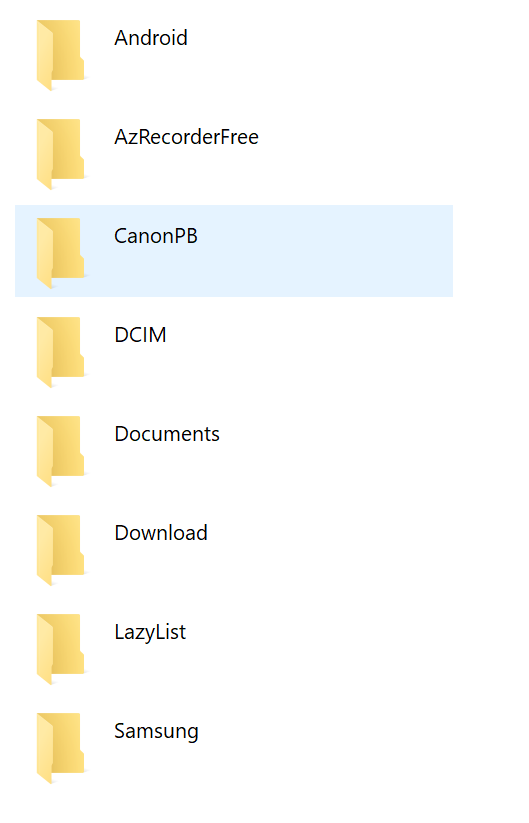 Android
AzRecorderFree
CanonPB
DCIM
Documents
Download
LazyList
Samsung